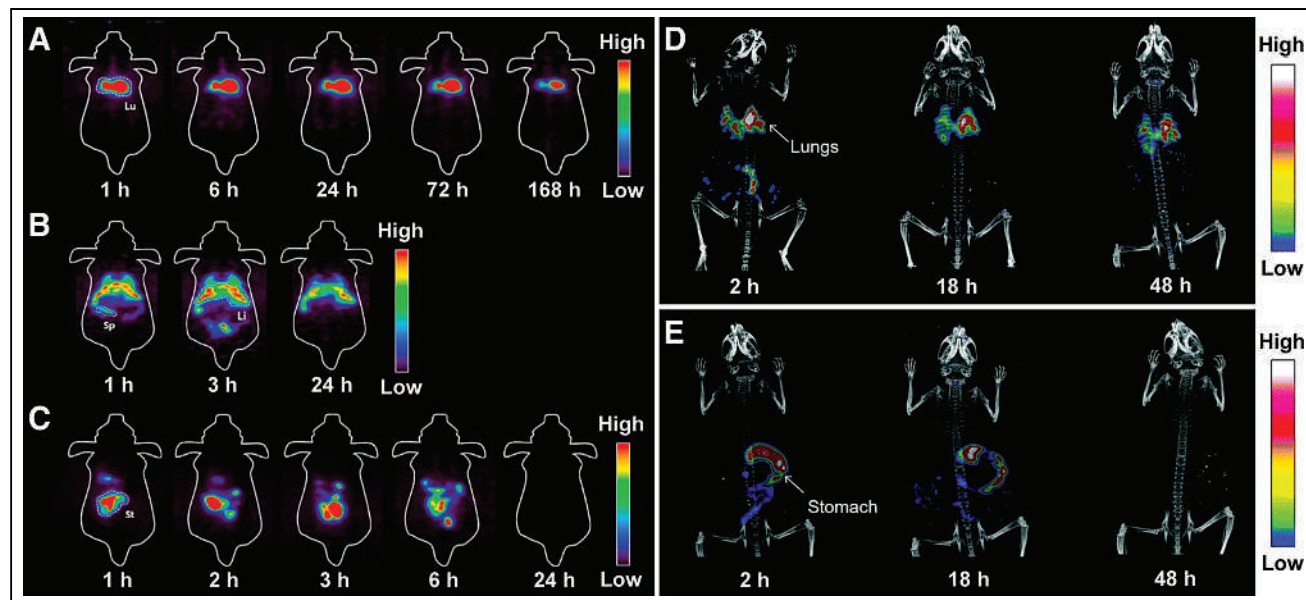 A
High
Lu
1 h 6 h 24 h 72 h 168 h
Low
B
High
Sp
Li
1 h 3 h 24 h
Low
C
High
St
1 h 2 h 3 h 6 h 24 h
Low
D
High
Lungs
2 h 18 h 48 h
Low
E
High
Stomach
2 h 18 h 48 h
Low